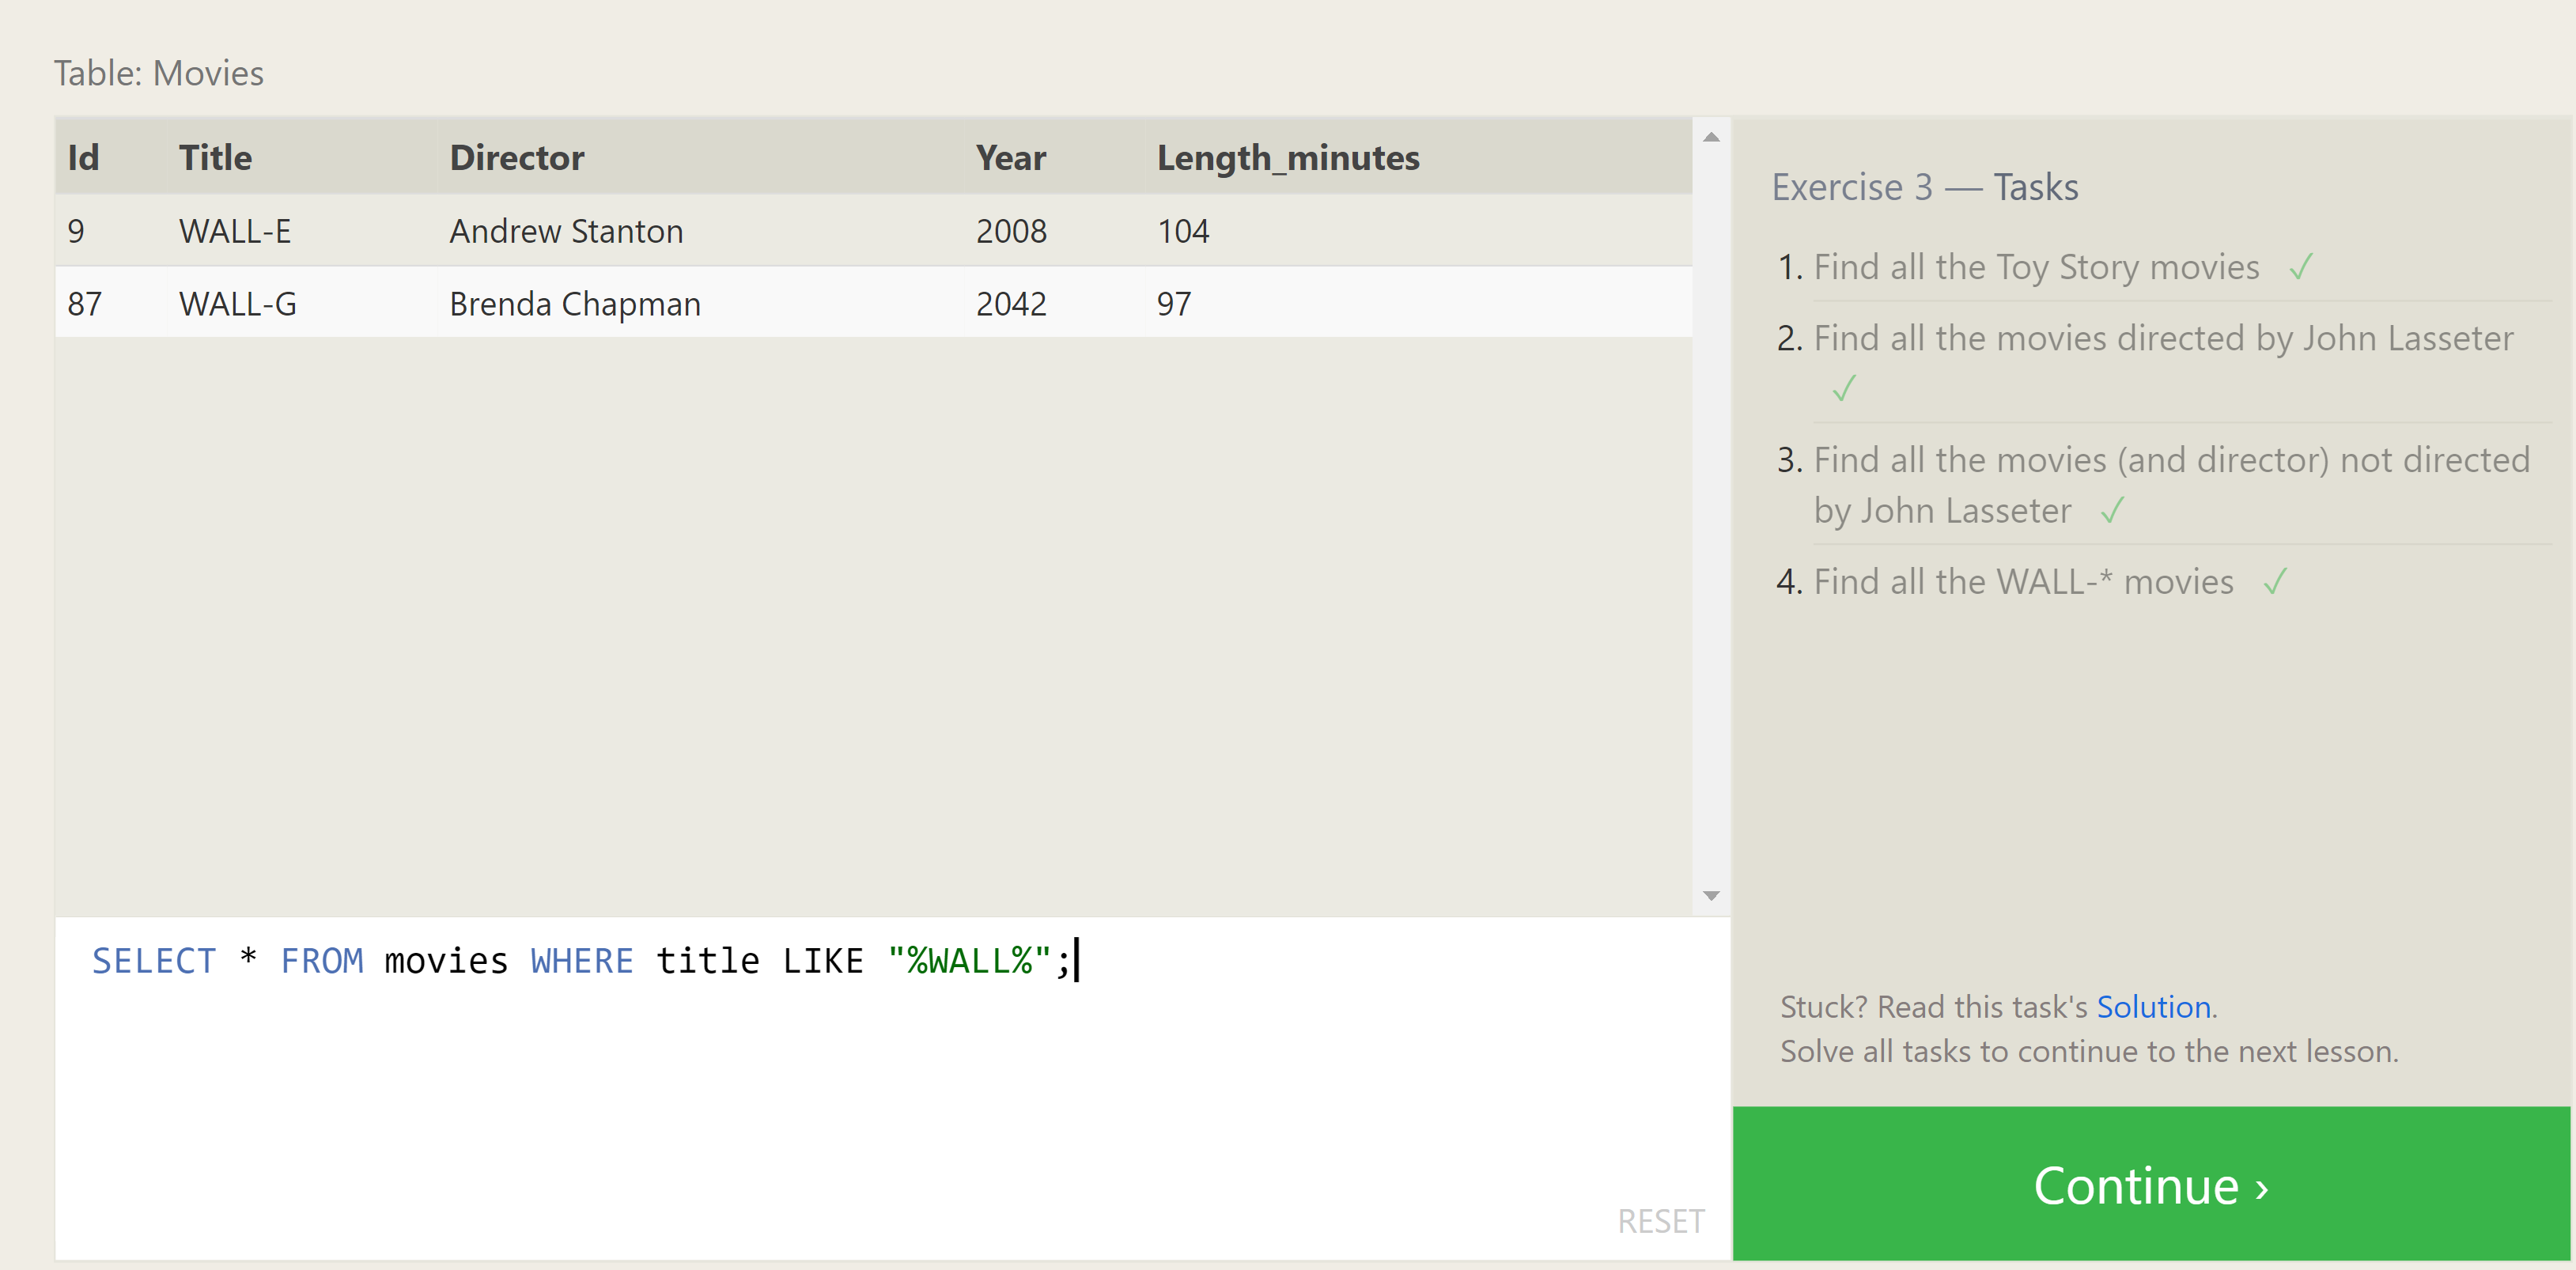 Table: Movies
Id Title Director Year Length_minutes
9 WALL-E Andrew Stanton 2008 104
87 WALL-G Brenda Chapman 2042 97
SELECT * FROM movies WHERE title LIKE "%WALL%";
RESET
Exercise 3 — Tasks
1. Find all the Toy Story movies ✓
2. Find all the movies directed by John Lasseter
✓
3. Find all the movies (and director) not directed
by John Lasseter ✓
4. Find all the WALL-* movies ✓
Stuck? Read this task's Solution.
Solve all tasks to continue to the next lesson.
Continue ›